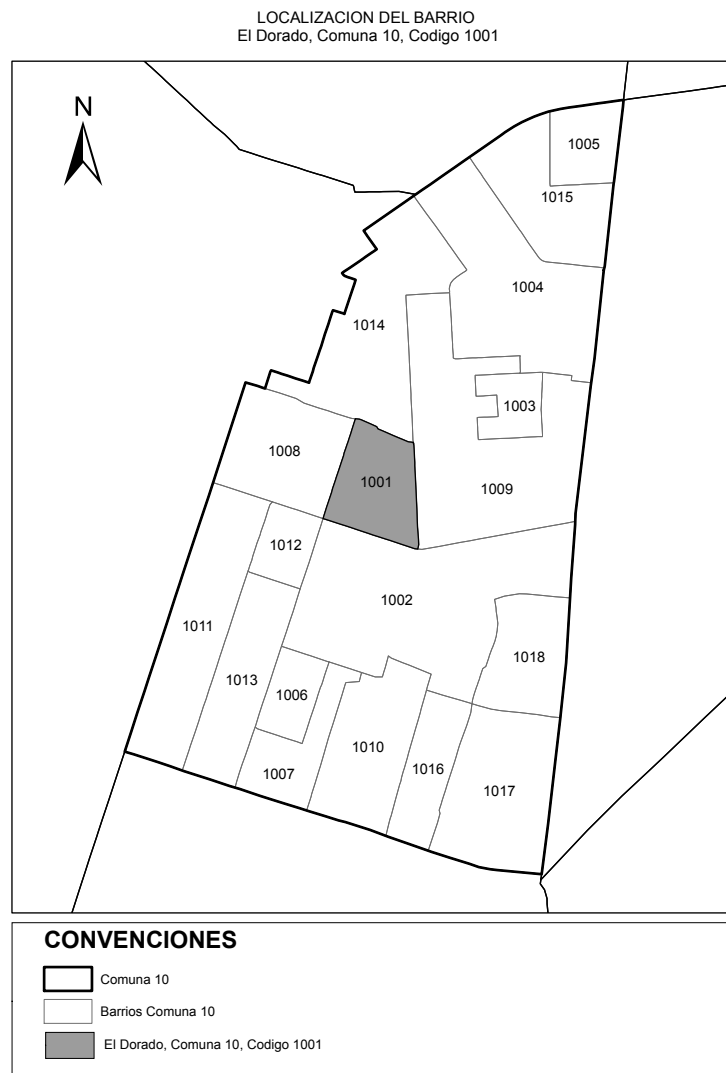 LOCALIZACION DEL BARRIO
El Dorado, Comuna 10, Codigo 1001
N
1005
1015
1004
1014
1003
1008
1001
1009
1012
1002
1011
1018
1013
1006
1010
1016
1007
1017
CONVENCIONES
Comuna 10
Barrios Comuna 10
El Dorado, Comuna 10, Codigo 1001